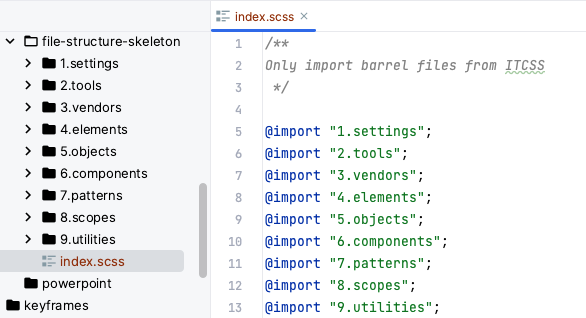 file-structure-skeleton
1.settings
2.tools
3.vendors
4.elements
5.objects
6.components
7.patterns
8.scopes
9.utilities
index.scss
powerpoint
keyframes
index.scss ×
1 /**
2 Only import barrel files from ITCSS
3 */
4
5 @import "1.settings";
6 @import "2.tools";
7 @import "3.vendors";
8 @import "4.elements";
9 @import "5.objects";
10 @import "6.components";
11 @import "7.patterns";
12 @import "8.scopes";
13 @import "9.utilities";